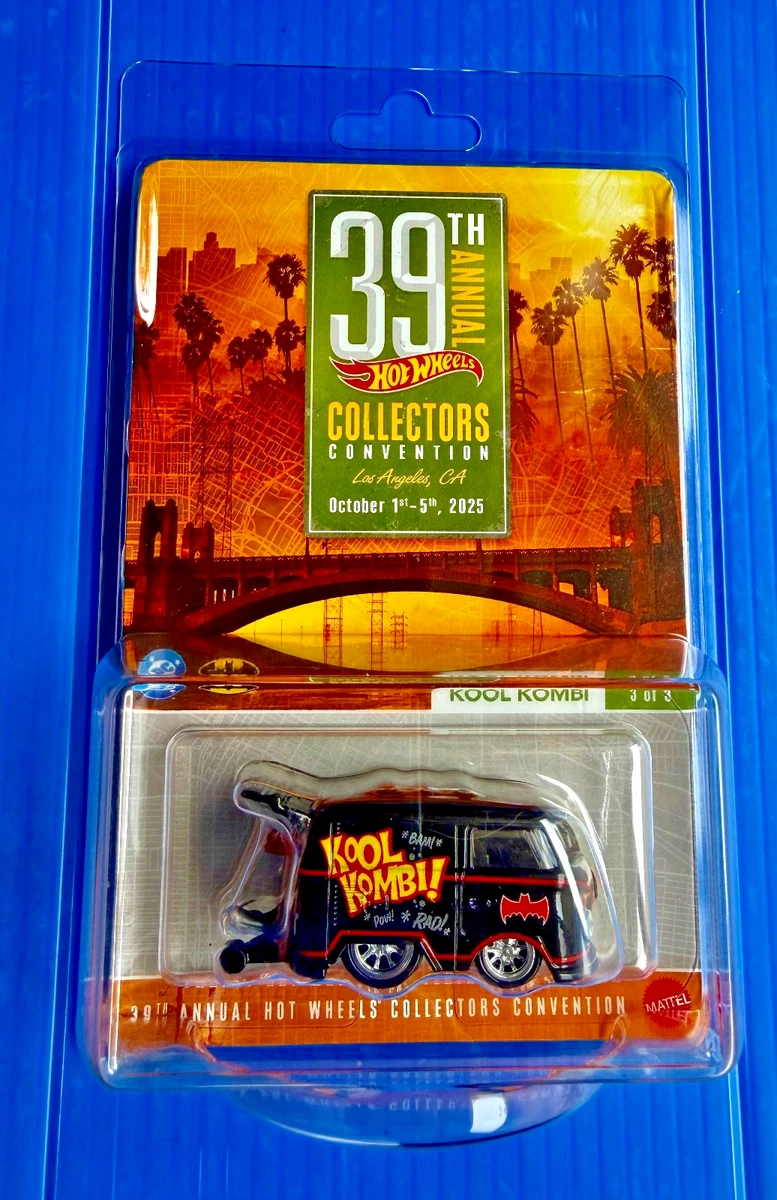 39TH
ANNUAL
HOT WHEELS
COLLECTORS
CONVENTION
Los Angeles, CA
October 1st-5th, 2025
KOOL KOMBI 3 of 3
KOOL
KOMBI!
*BAM!*
*POW!
*RAD!*
39TH ANNUAL HOT WHEELS COLLECTORS CONVENTION
MATTEL